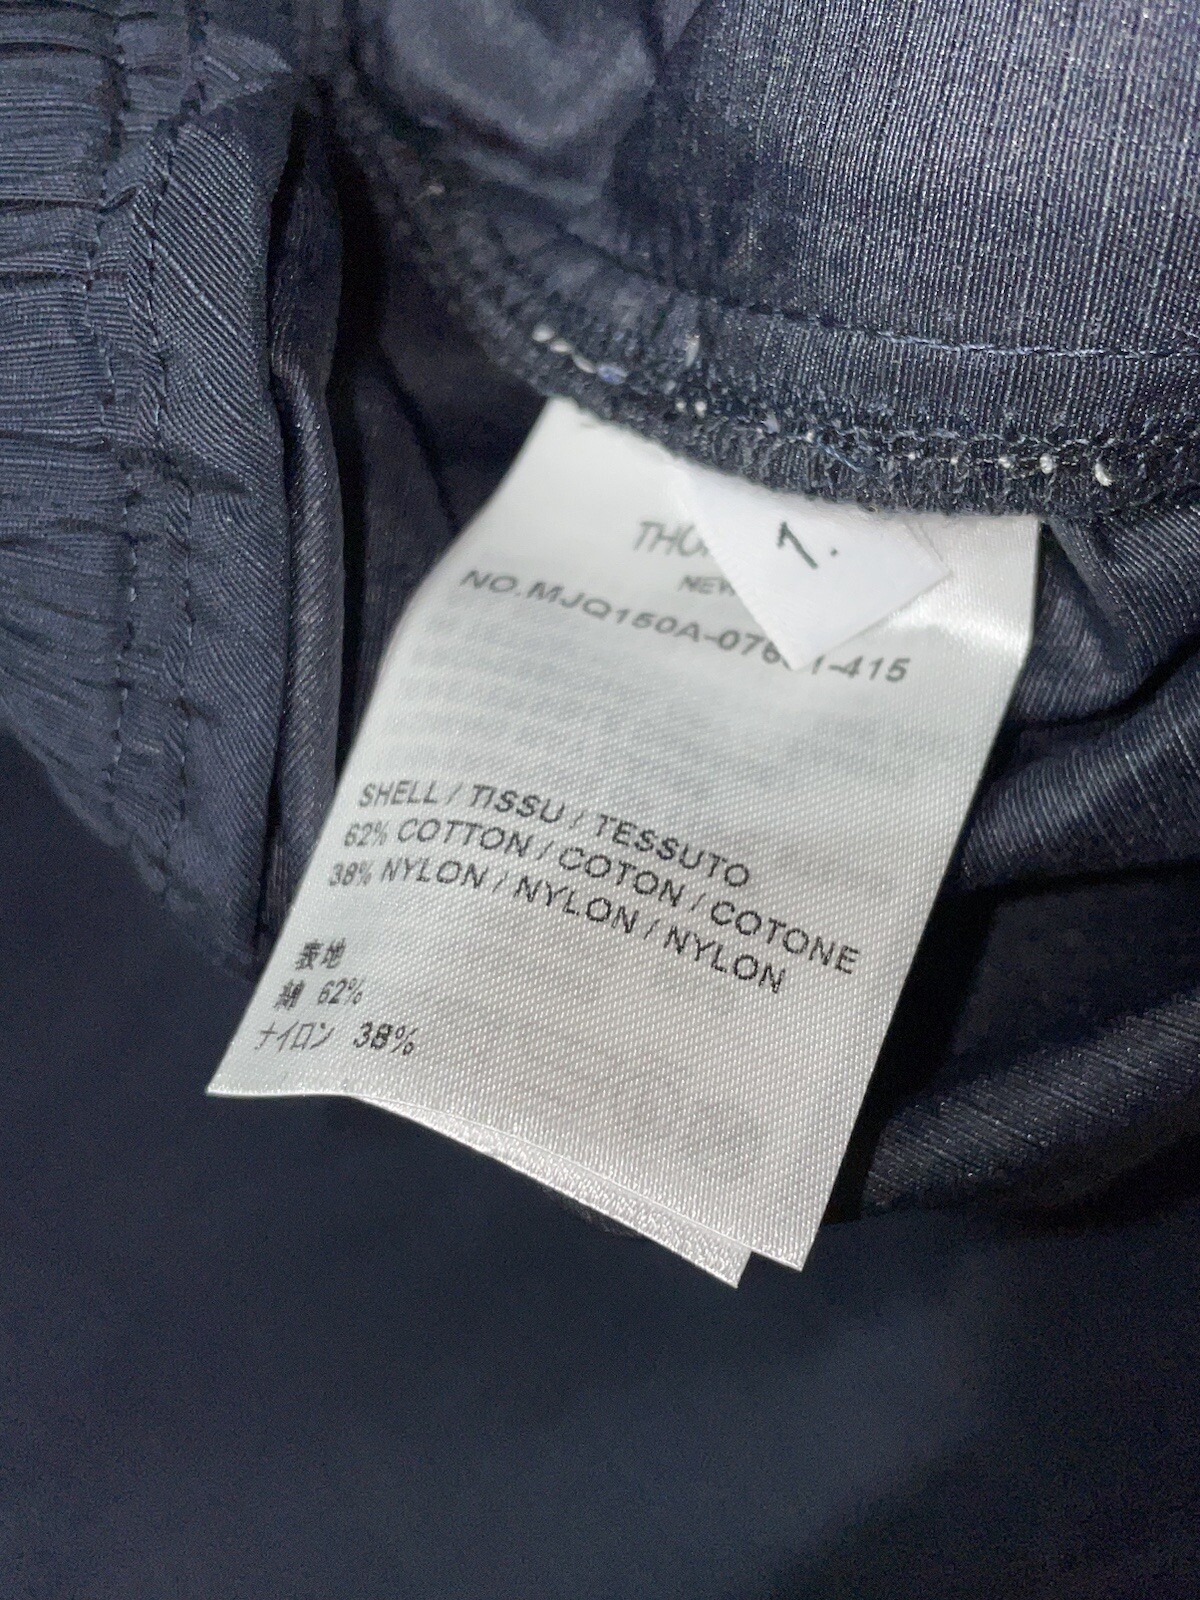 1.
NO.MJQ150A-076 1-415
SHELL / TISSU / TESSUTO
62% COTTON / COTON / COTONE
38% NYLON / NYLON / NYLON
表地
綿 62%
ナイロン 38%